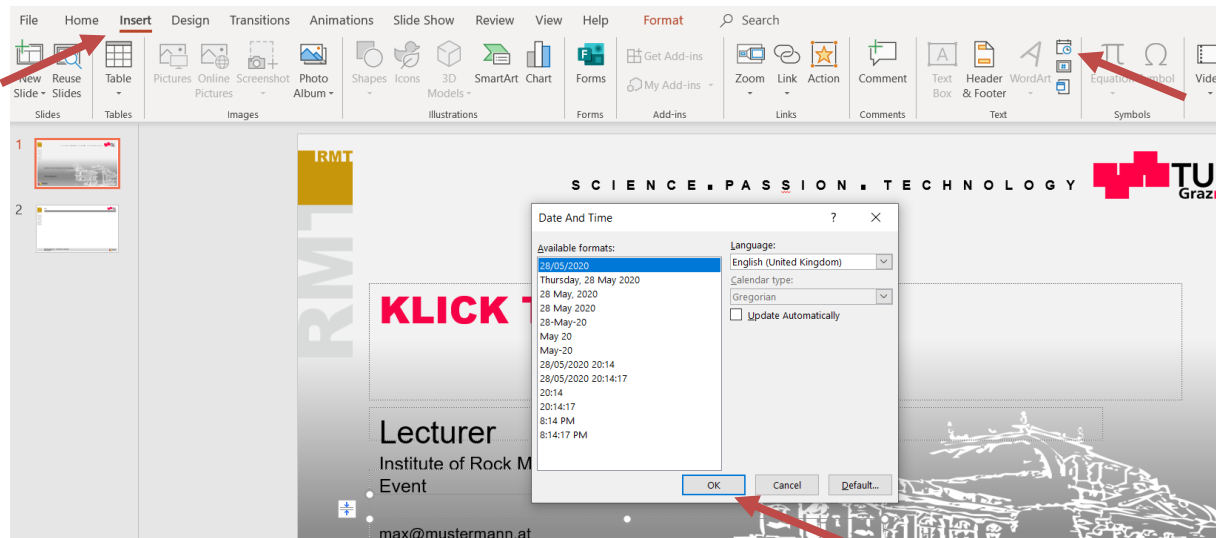 File Home Insert Design Transitions Animations Slide Show Review View Help Format Search
New Slide
Reuse Slides
Table
Pictures
Online Pictures
Screenshot
Photo Album
Shapes
Icons
3D Models
SmartArt
Chart
Forms
Get Add-ins
My Add-ins
Zoom
Link
Action
Comment
Text Box
Header & Footer
WordArt
Equation
Symbol
Slides Tables Images Illustrations Forms Add-ins Links Comments Text Symbols
1
2
RMT
SCIENCE PASSION TECHNOLOGY
TU
Graz
RMT
Date And Time ?
Available formats:
28/05/2020
Thursday, 28 May 2020
28 May, 2020
28 May 2020
28-May-20
May 20
May-20
28/05/2020 20:14
28/05/2020 20:14:17
20:14
20:14:17
8:14 PM
8:14:17 PM
Language:
English (United Kingdom)
Calendar type:
Gregorian
Update Automatically
OK Cancel Default...
KLICK
Lecturer
Institute of Rock
Event
max@mustermann.at